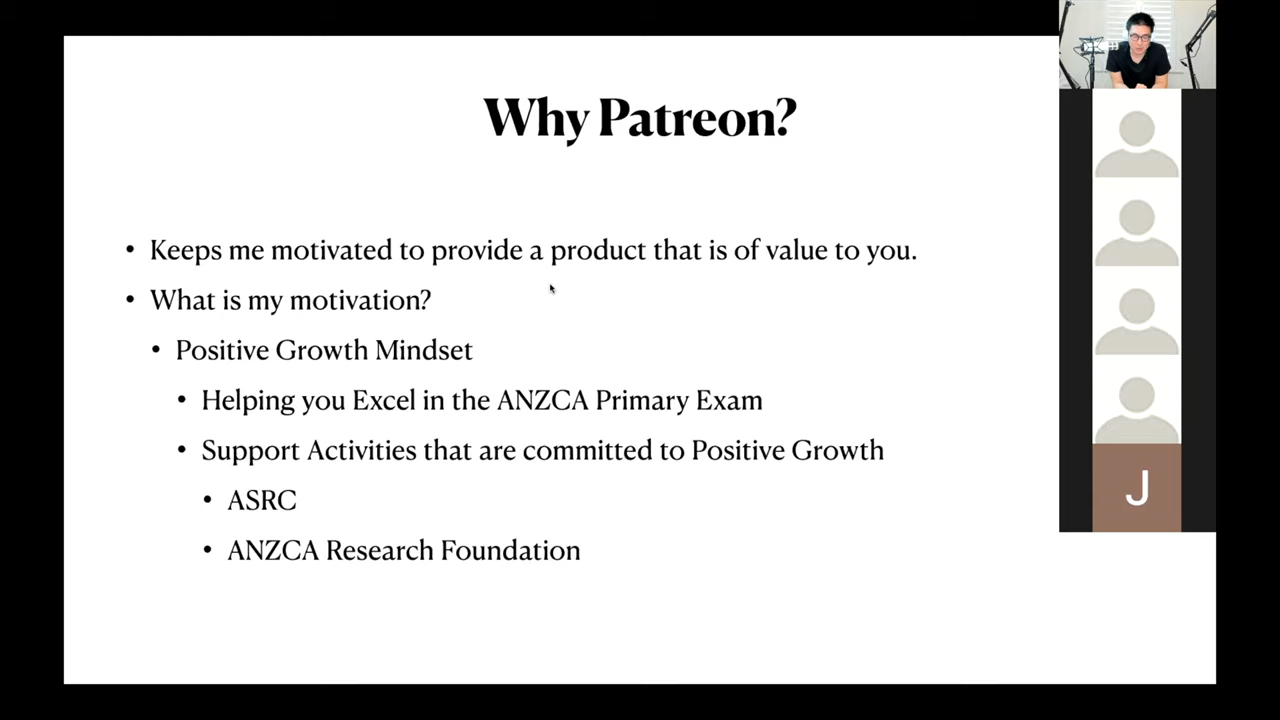 Why Patreon?
• Keeps me motivated to provide a product that is of value to you.
• What is my motivation?
• Positive Growth Mindset
• Helping you Excel in the ANZCA Primary Exam
• Support Activities that are committed to Positive Growth
• ASRC
• ANZCA Research Foundation
J